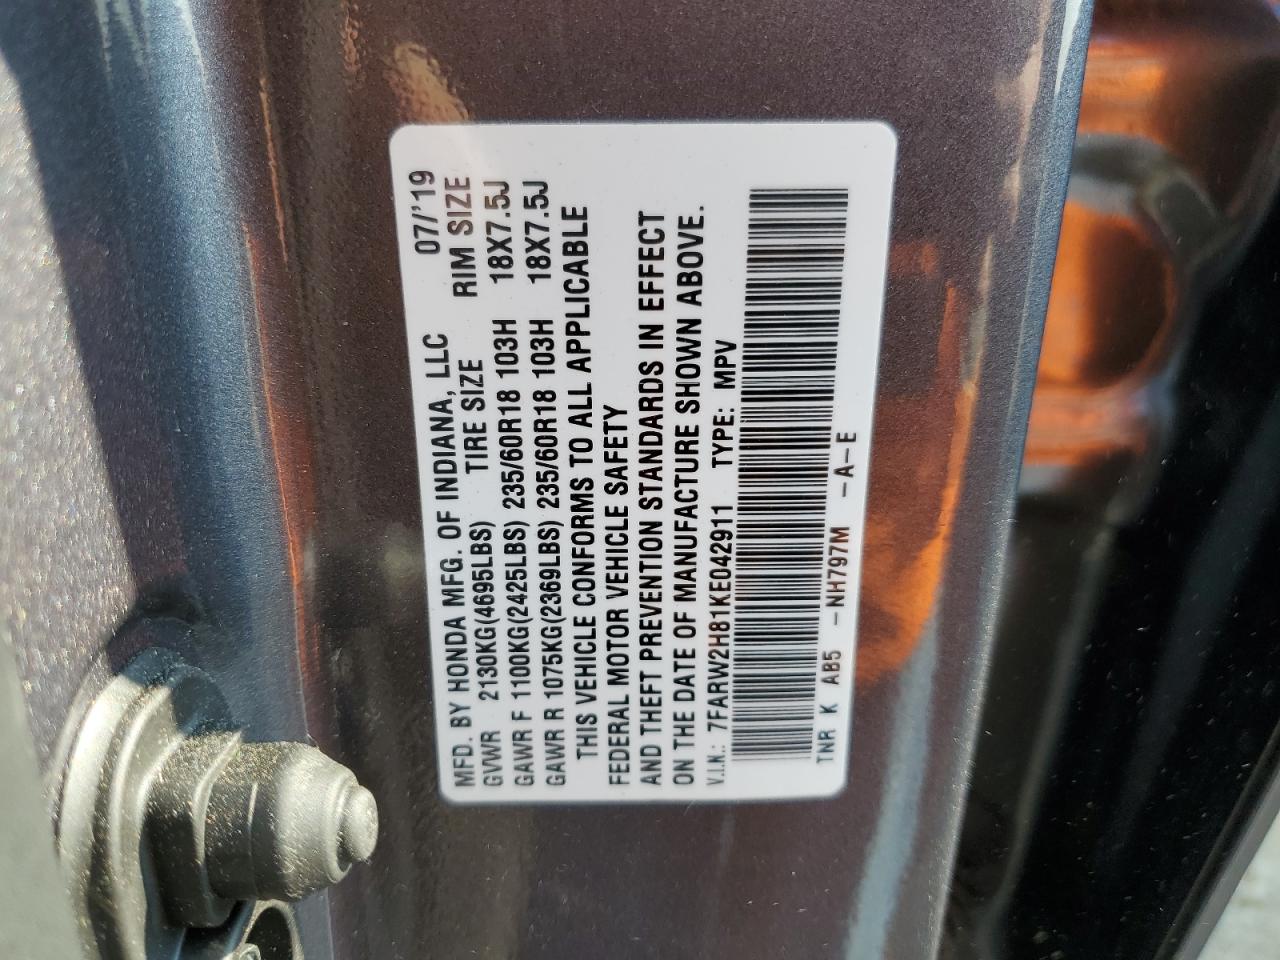 MFD. BY HONDA MFG. OF INDIANA, LLC 07/'19
GVWR 2130KG(4695LBS) TIRE SIZE RIM SIZE
GAWR F 1100KG(2425LBS) 235/60R18 103H 18X7.5J
GAWR R 1075KG(2369LBS) 235/60R18 103H 18X7.5J
THIS VEHICLE CONFORMS TO ALL APPLICABLE
FEDERAL MOTOR VEHICLE SAFETY
AND THEFT PREVENTION STANDARDS IN EFFECT
ON THE DATE OF MANUFACTURE SHOWN ABOVE.
V.I.N.: 7FARW2H81KE042911 TYPE: MPV
TNR K AB5 -NH797M -A-E